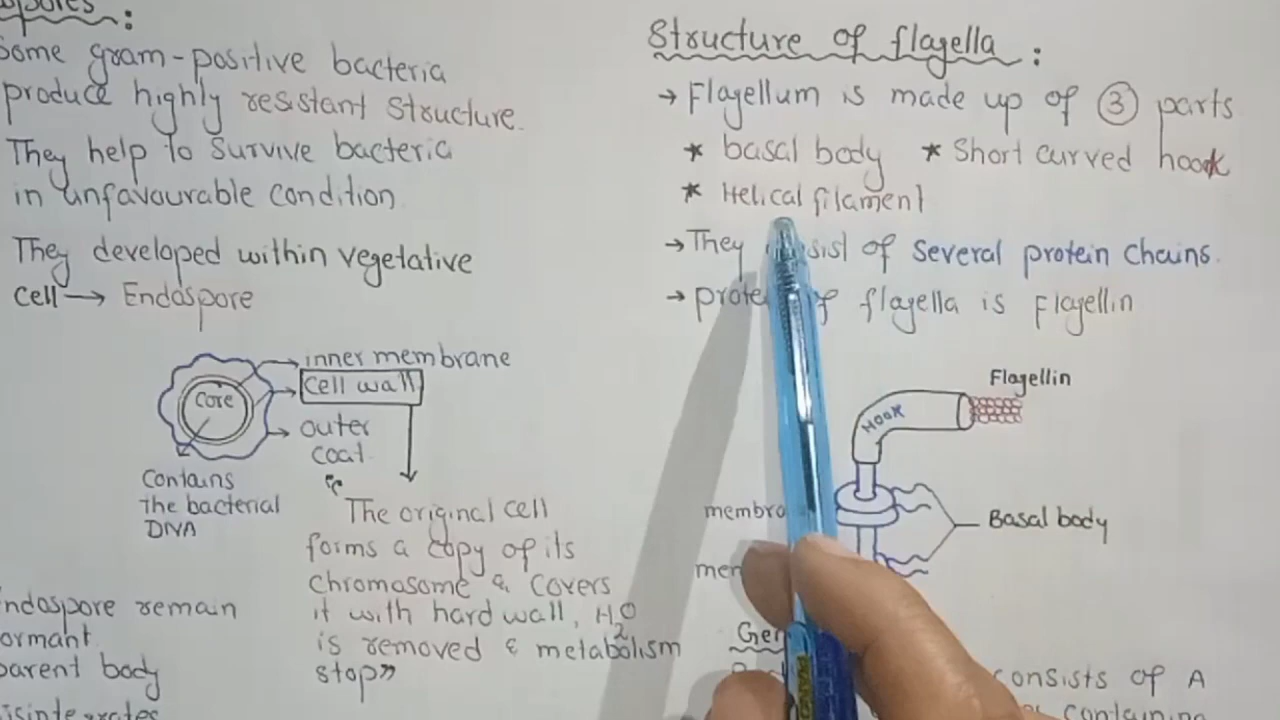 Some gram-positive bacteria
produce highly resistant structure.
They help to Survive bacteria
in unfavourable condition
They developed within vegetative
cell → Endospore
inner membrane
Cell wall
Core
outer
coat
Contains
The bacterial
DNA
"The original cell
forms a copy of its
chromosome & Covers
it with hard wall, H2O
is removed & metabolism
stop"
remain
parent body
Structure of flagella :
→ Flagellum is made up of ③ parts
* basal body * Short curved hook
* Helical filament
→ They of several protein chains.
→ flagella is Flagellin
Flagellin
HOOK
Basal body
consists of A
containing